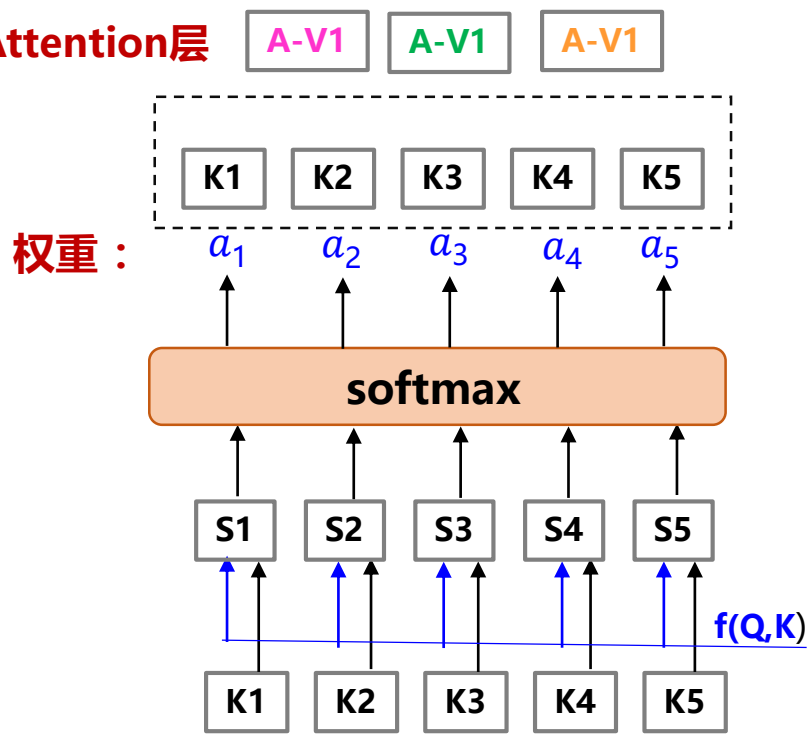 Attention层 A-V1 A-V1 A-V1
K1 K2 K3 K4 K5
权重： a₁ a₂ a₃ a₄ a₅
softmax
S1 S2 S3 S4 S5
f(Q,K)
K1 K2 K3 K4 K5